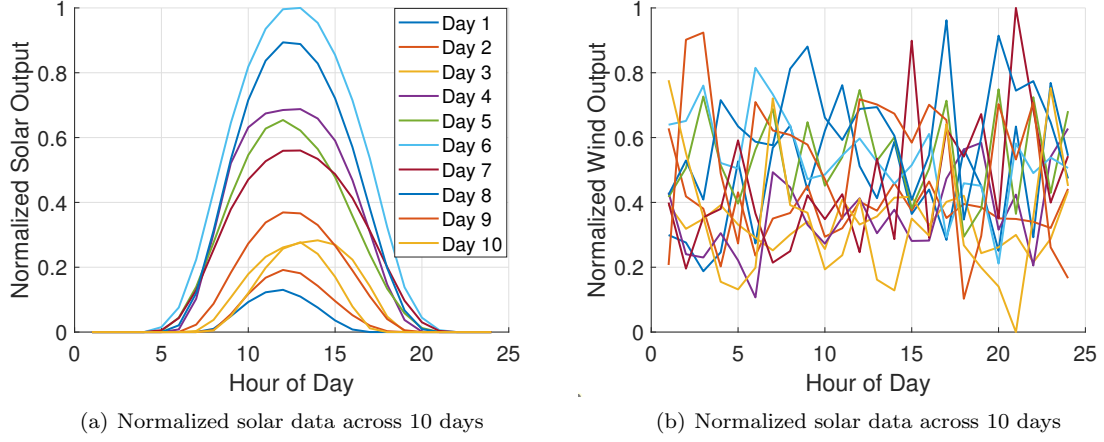 1
0.8
0.6
0.4
0.2
0
Normalized Solar Output
0 5 10 15 20 25
Hour of Day
Day 1
Day 2
Day 3
Day 4
Day 5
Day 6
Day 7
Day 8
Day 9
Day 10
(a) Normalized solar data across 10 days
1
0.8
0.6
0.4
0.2
0
Normalized Wind Output
0 5 10 15 20 25
Hour of Day
(b) Normalized solar data across 10 days